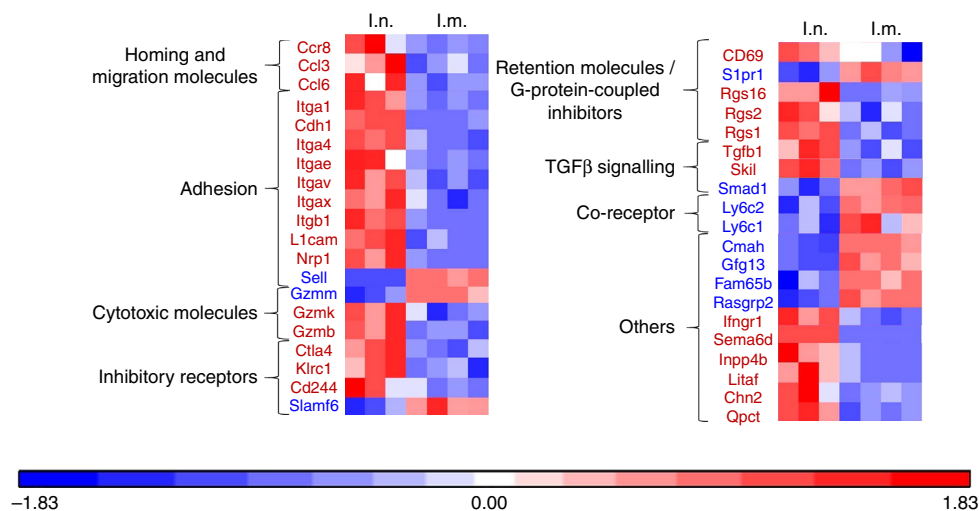 I.n. I.m.
Homing and
migration molecules
Ccr8
Ccl3
Ccl6
Adhesion
Itga1
Cdh1
Itga4
Itgae
Itgav
Itgax
Itgb1
L1cam
Nrp1
Sell
Cytotoxic molecules
Gzmm
Gzmk
Gzmb
Inhibitory receptors
Ctla4
Klrc1
Cd244
Slamf6
I.n. I.m.
Retention molecules /
G-protein-coupled
inhibitors
CD69
S1pr1
Rgs16
Rgs2
Rgs1
TGFβ signalling
Tgfb1
Skil
Smad1
Co-receptor
Ly6c2
Ly6c1
Others
Cmah
Gfg13
Fam65b
Rasgrp2
Ifngr1
Sema6d
Inpp4b
Litaf
Chn2
Qpct
−1.83 0.00 1.83